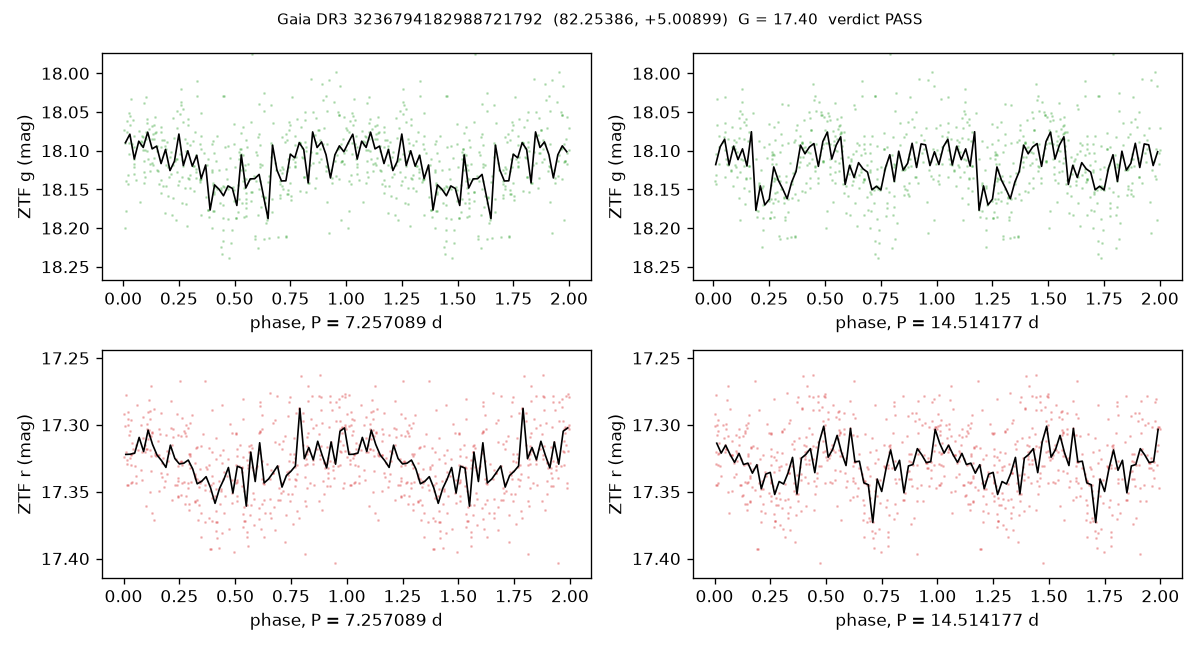 Gaia DR3 3236794182988721792 (82.25386, +5.00899) G = 17.40 verdict PASS
ZTF g (mag)
18.00
18.05
18.10
18.15
18.20
18.25
0.00 0.25 0.50 0.75 1.00 1.25 1.50 1.75 2.00
phase, P = 7.257089 d
ZTF g (mag)
18.00
18.05
18.10
18.15
18.20
18.25
0.00 0.25 0.50 0.75 1.00 1.25 1.50 1.75 2.00
phase, P = 14.514177 d
ZTF r (mag)
17.25
17.30
17.35
17.40
0.00 0.25 0.50 0.75 1.00 1.25 1.50 1.75 2.00
phase, P = 7.257089 d
ZTF r (mag)
17.25
17.30
17.35
17.40
0.00 0.25 0.50 0.75 1.00 1.25 1.50 1.75 2.00
phase, P = 14.514177 d